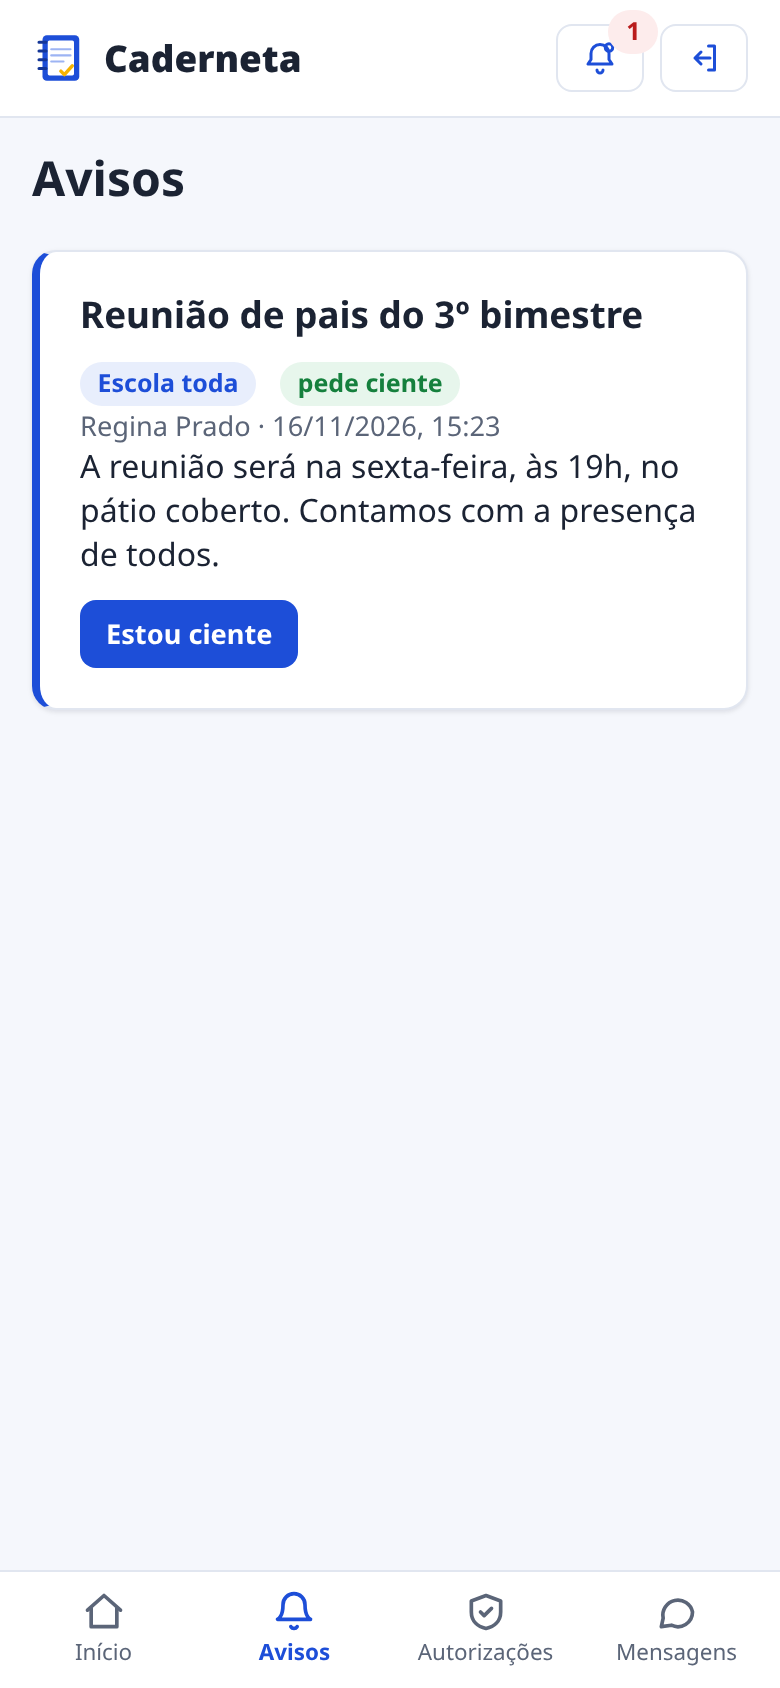 Caderneta
1
Avisos
Reunião de pais do 3º bimestre
Escola toda pede ciente
Regina Prado · 16/11/2026, 15:23
A reunião será na sexta-feira, às 19h, no
pátio coberto. Contamos com a presença
de todos.
Estou ciente
Início Avisos Autorizações Mensagens